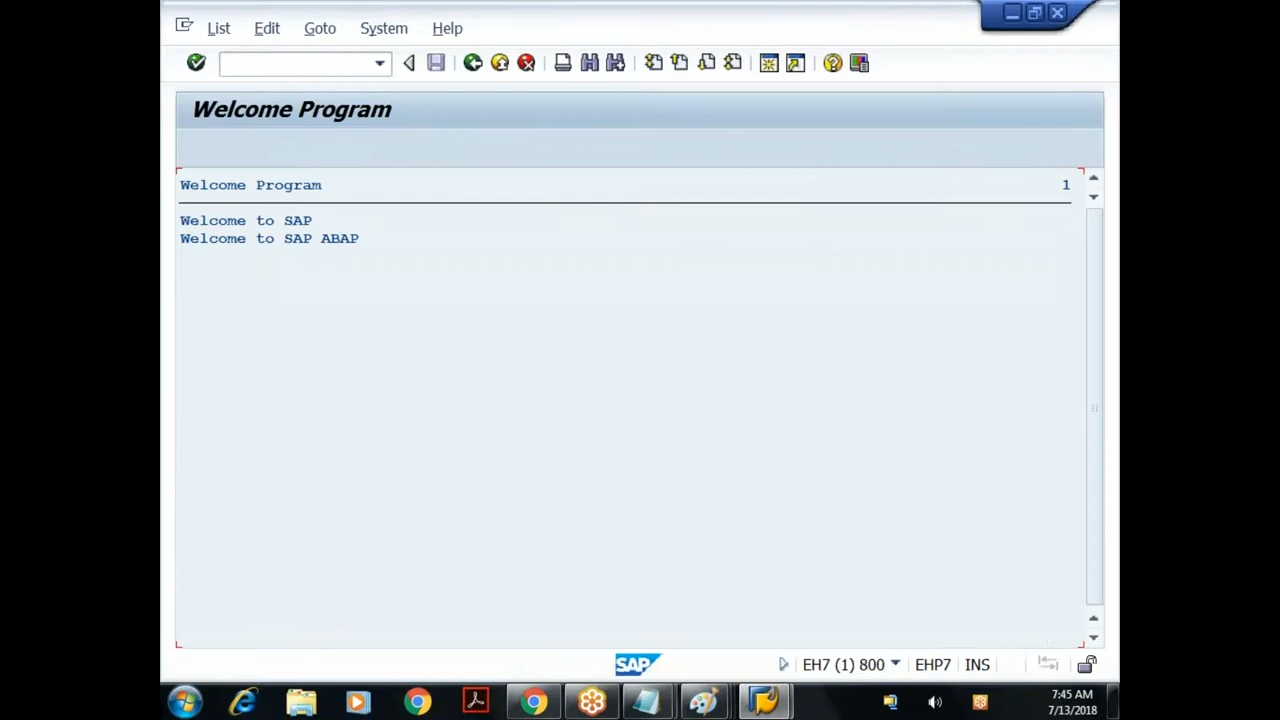 List Edit Goto System Help
Welcome Program
Welcome Program 1
Welcome to SAP
Welcome to SAP ABAP
SAP EH7 (1) 800 EHP7 INS
7:45 AM
7/13/2018